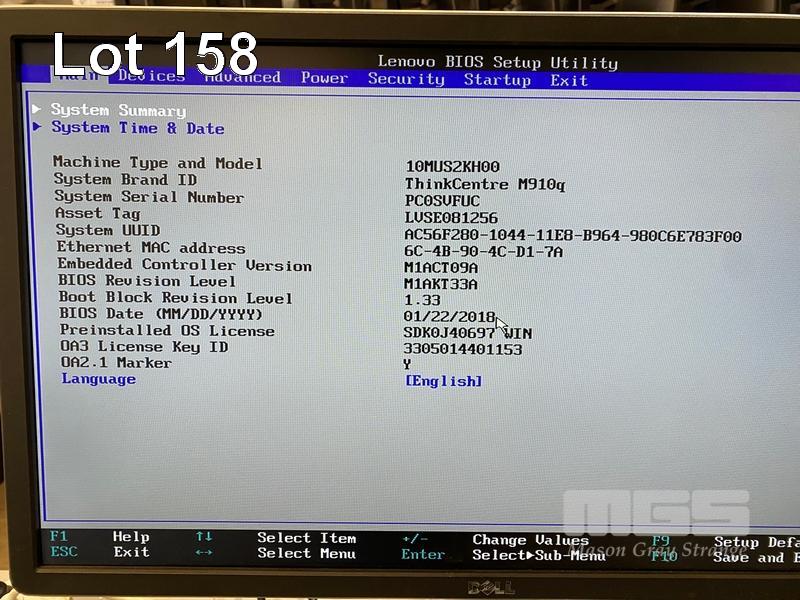 Lot 158
Lenovo BIOS Setup Utility
Main Devices Advanced Power Security Startup Exit
System Summary
System Time & Date
Machine Type and Model 10MUS2KH00
System Brand ID ThinkCentre M910q
System Serial Number PC0SVFUC
Asset Tag LVSE081256
System UUID AC56F280-1044-11E8-B964-980C6E783F00
Ethernet MAC address 6C-4B-90-4C-D1-7A
Embedded Controller Version M1ACT09A
BIOS Revision Level M1AKT33A
Boot Block Revision Level 1.33
BIOS Date (MM/DD/YYYY) 01/22/2018
Preinstalled OS License SDK0J40697 WIN
OA3 License Key ID 3305014401153
OA2.1 Marker Y
Language [English]
MGS
Mason Gray Strange
F1 Help ↑↓ Select Item +/- Change Values F9 Setup Defa
ESC Exit ↔ Select Menu Enter Select▶Sub-Menu F10 Save and E
DELL